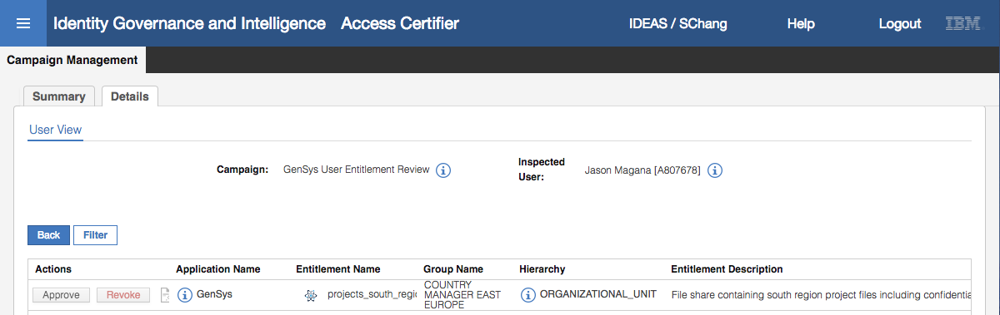 Identity Governance and Intelligence Access Certifier IDEAS / SChang Help Logout IBM
Campaign Management
Summary Details
User View
Campaign: GenSys User Entitlement Review Inspected User: Jason Magana [A807678]
Back Filter
Actions Application Name Entitlement Name Group Name Hierarchy Entitlement Description
Approve Revoke GenSys projects_south_regic COUNTRY MANAGER EAST EUROPE ORGANIZATIONAL_UNIT File share containing south region project files including confidentia